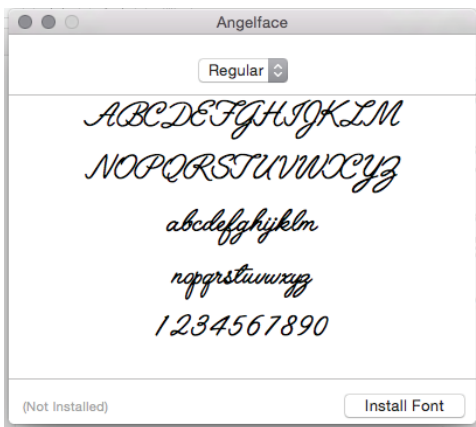 Angelface
Regular
ABCDEFGHIJKLM
NOPQRSTUVWXYZ
abcdefghijklm
nopqrstuvwxyz
1234567890
(Not Installed)
Install Font